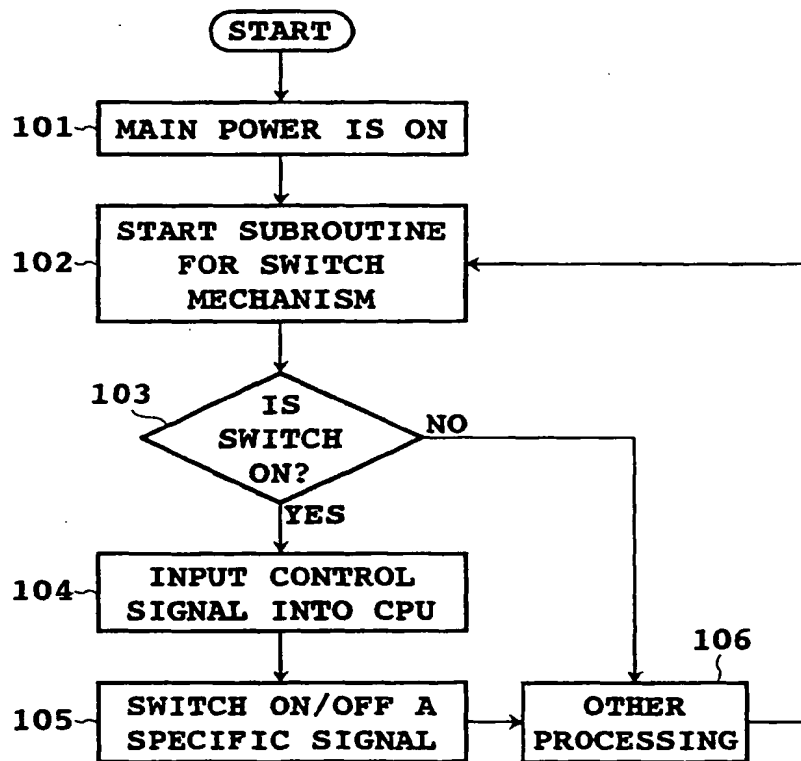 START
101
MAIN POWER IS ON
102
START SUBROUTINE
FOR SWITCH
MECHANISM
103
IS
SWITCH
ON?
NO
YES
104
INPUT CONTROL
SIGNAL INTO CPU
105
SWITCH ON/OFF A
SPECIFIC SIGNAL
106
OTHER
PROCESSING